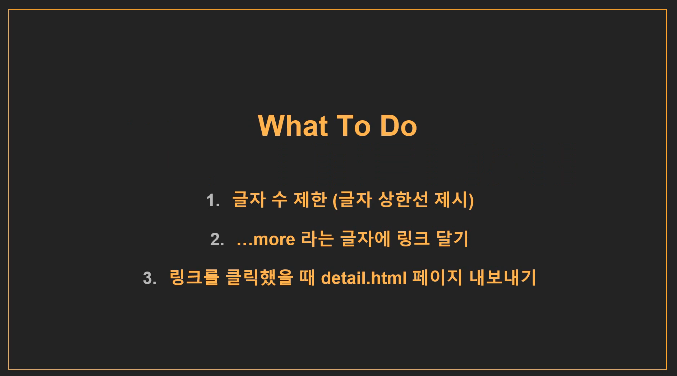 What To Do
1. 글자 수 제한 (글자 상한선 제시)
2. …more 라는 글자에 링크 달기
3. 링크를 클릭했을 때 detail.html 페이지 내보내기